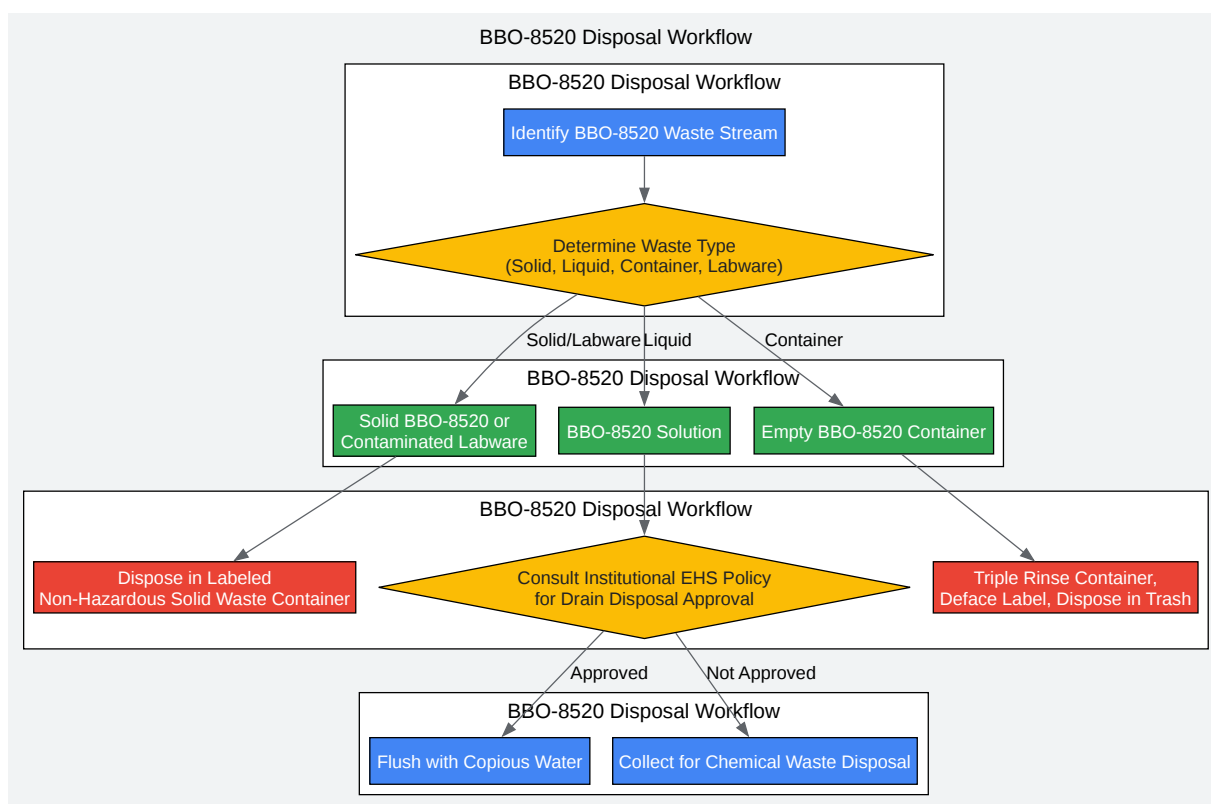 BBO-8520 Disposal Workflow
BBO-8520 Disposal Workflow
Identify BBO-8520 Waste Stream
Determine Waste Type
(Solid, Liquid, Container, Labware)
Solid/Labware
Liquid
Container
BBO-8520 Disposal Workflow
Solid BBO-8520 or
Contaminated Labware
BBO-8520 Solution
Empty BBO-8520 Container
BBO-8520 Disposal Workflow
Dispose in Labeled
Non-Hazardous Solid Waste Container
Consult Institutional EHS Policy
for Drain Disposal Approval
Triple Rinse Container,
Deface Label, Dispose in Trash
Approved
Not Approved
BBO-8520 Disposal Workflow
Flush with Copious Water
Collect for Chemical Waste Disposal